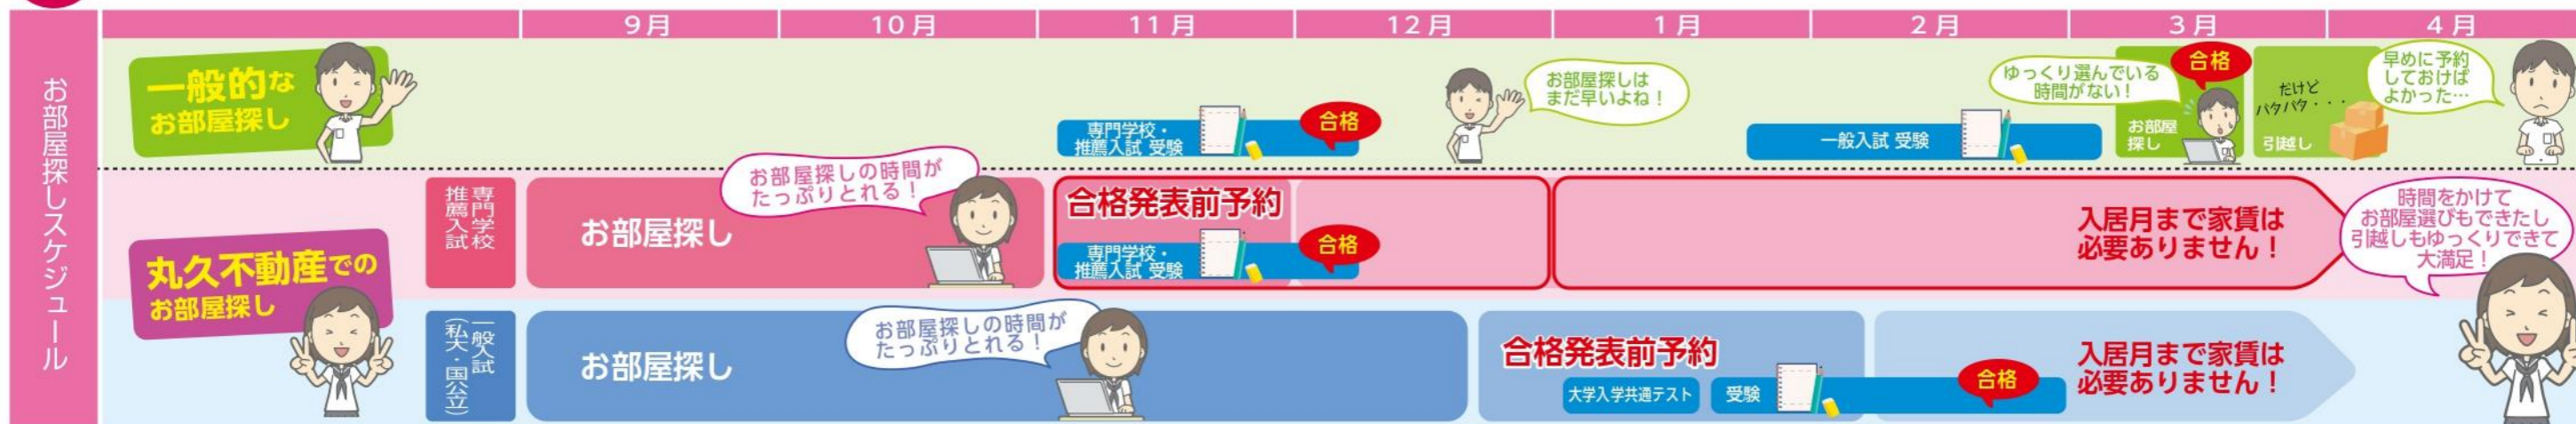 お部屋探しスケジュール
9月
10月
11月
12月
1月
2月
3月
4月
一般的な
お部屋探し
専門学校・
推薦入試 受験
合格
お部屋探しは
まだ早いよね！
一般入試 受験
ゆっくり選んでいる
時間がない！
合格
お部屋
探し
だけど
バタバタ・・・
引越し
早めに予約
しておけば
よかった…
丸久不動産での
お部屋探し
専門学校
推薦入試
お部屋探し
お部屋探しの時間が
たっぷりとれる！
合格発表前予約
専門学校・
推薦入試 受験
合格
入居月まで家賃は
必要ありません！
時間をかけて
お部屋選びもできたし
引越しもゆっくりできて
大満足！
一般入試
（私大・国公立）
お部屋探し
お部屋探しの時間が
たっぷりとれる！
合格発表前予約
大学入学共通テスト
受験
合格
入居月まで家賃は
必要ありません！